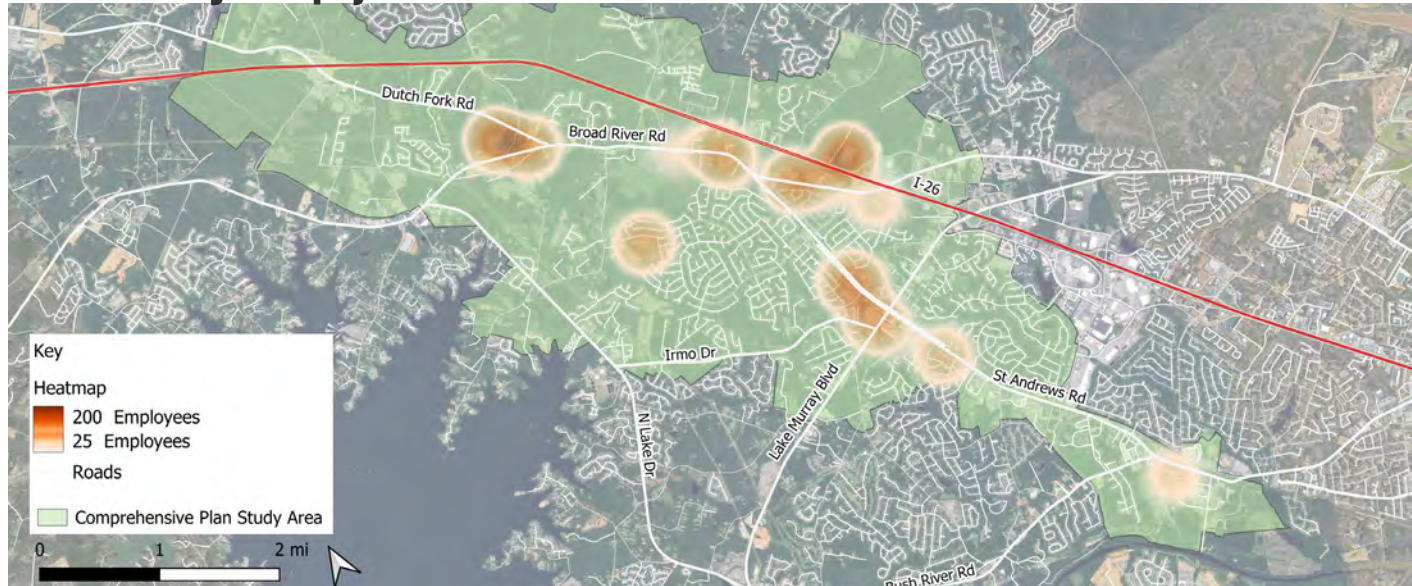 Dutch Fork Rd
Broad River Rd
I-26
Irmo Dr
N Lake Dr
Lake Murray Blvd
St Andrews Rd
Bush River Rd
Key
Heatmap
200 Employees
25 Employees
Roads
Comprehensive Plan Study Area
0 1 2 mi